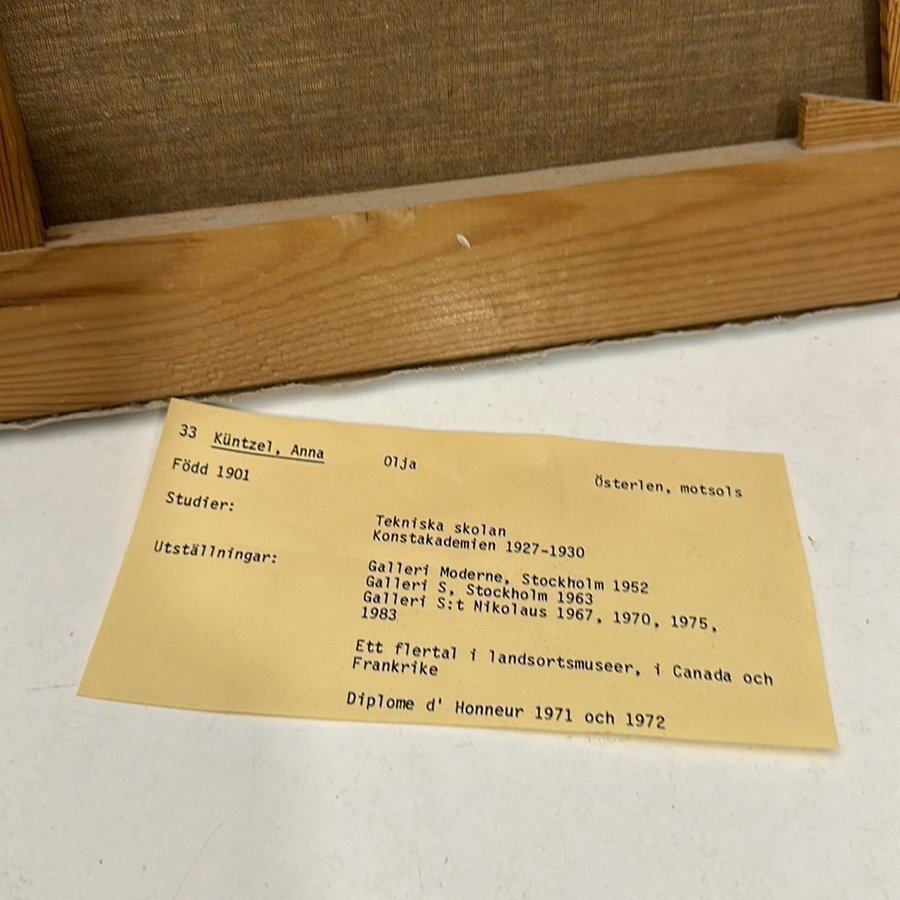 33 Küntzel, Anna Olja Österlen, motsols
Född 1901
Studier:
Tekniska skolan
Konstakademien 1927-1930
Utställningar:
Galleri Moderne, Stockholm 1952
Galleri S, Stockholm 1963
Galleri S:t Nikolaus 1967, 1970, 1975,
1983
Ett flertal i landsortsmuseer, i Canada och
Frankrike
Diplome d' Honneur 1971 och 1972